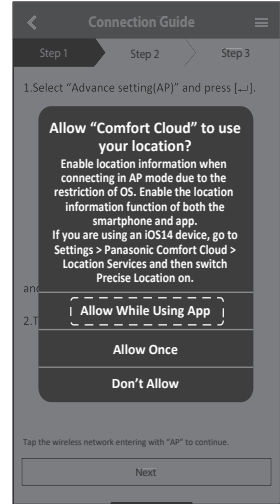 Connection Guide
Step 1
Step 2
Step 3
1.Select “Advance setting(AP)” and press [↵].
Allow “Comfort Cloud” to use
your location?
Enable location information when
connecting in AP mode due to the
restriction of OS. Enable the location
information function of both the
smartphone and app.
If you are using an iOS14 device, go to
Settings > Panasonic Comfort Cloud >
Location Services and then switch
Precise Location on.
and
2.T
Allow While Using App
Allow Once
Don’t Allow
Tap the wireless network entering with “AP” to continue.
Next